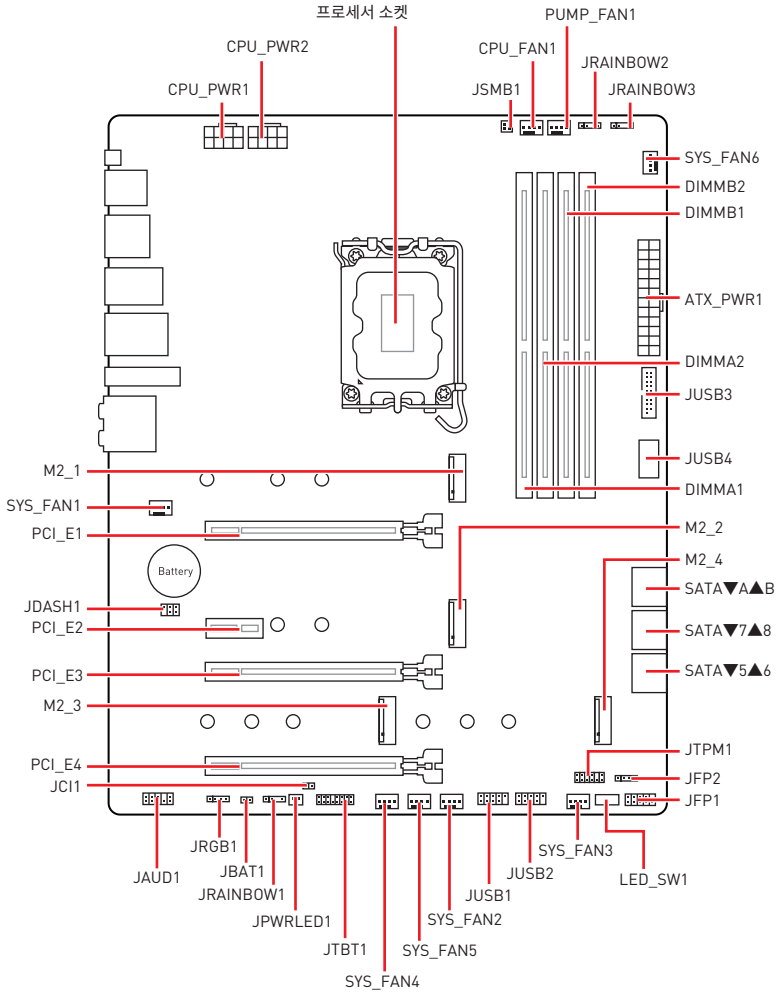 프로세서 소켓
PUMP_FAN1
CPU_PWR2
CPU_FAN1
JRAINBOW2
CPU_PWR1
JSMB1
JRAINBOW3
SYS_FAN6
DIMMB2
DIMMB1
ATX_PWR1
DIMMA2
JUSB3
JUSB4
M2_1
DIMMA1
SYS_FAN1
PCI_E1
M2_2
M2_4
Battery
SATA▼A▲B
JDASH1
PCI_E2
SATA▼7▲8
PCI_E3
SATA▼5▲6
M2_3
JTPM1
PCI_E4
JFP2
JCI1
JFP1
JRGB1
SYS_FAN3
JBAT1
JUSB2
JAUD1
LED_SW1
JRAINBOW1
JUSB1
JPWRLED1
SYS_FAN2
JTBT1
SYS_FAN5
SYS_FAN4